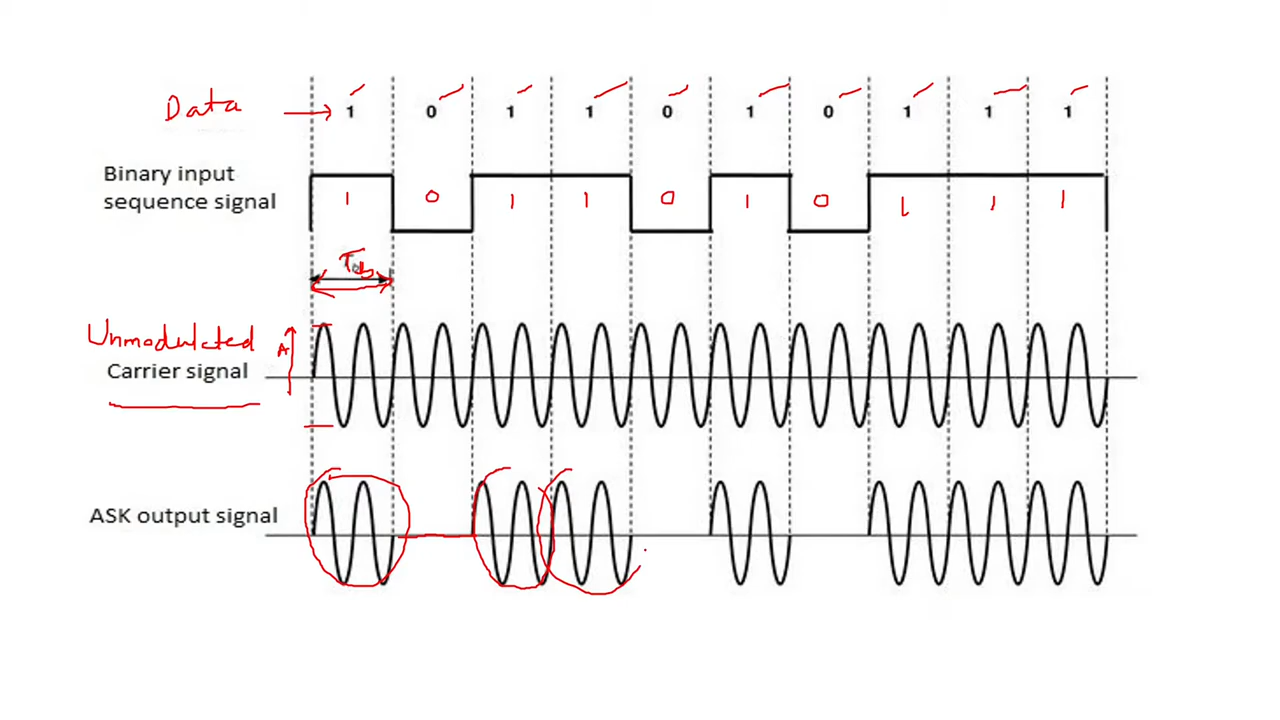 Data → 1 0 1 1 0 1 0 1 1 1
Binary input
sequence signal
1 0 1 1 0 1 0 1 1 1
Tb
Unmodulated
A
Carrier signal
ASK output signal